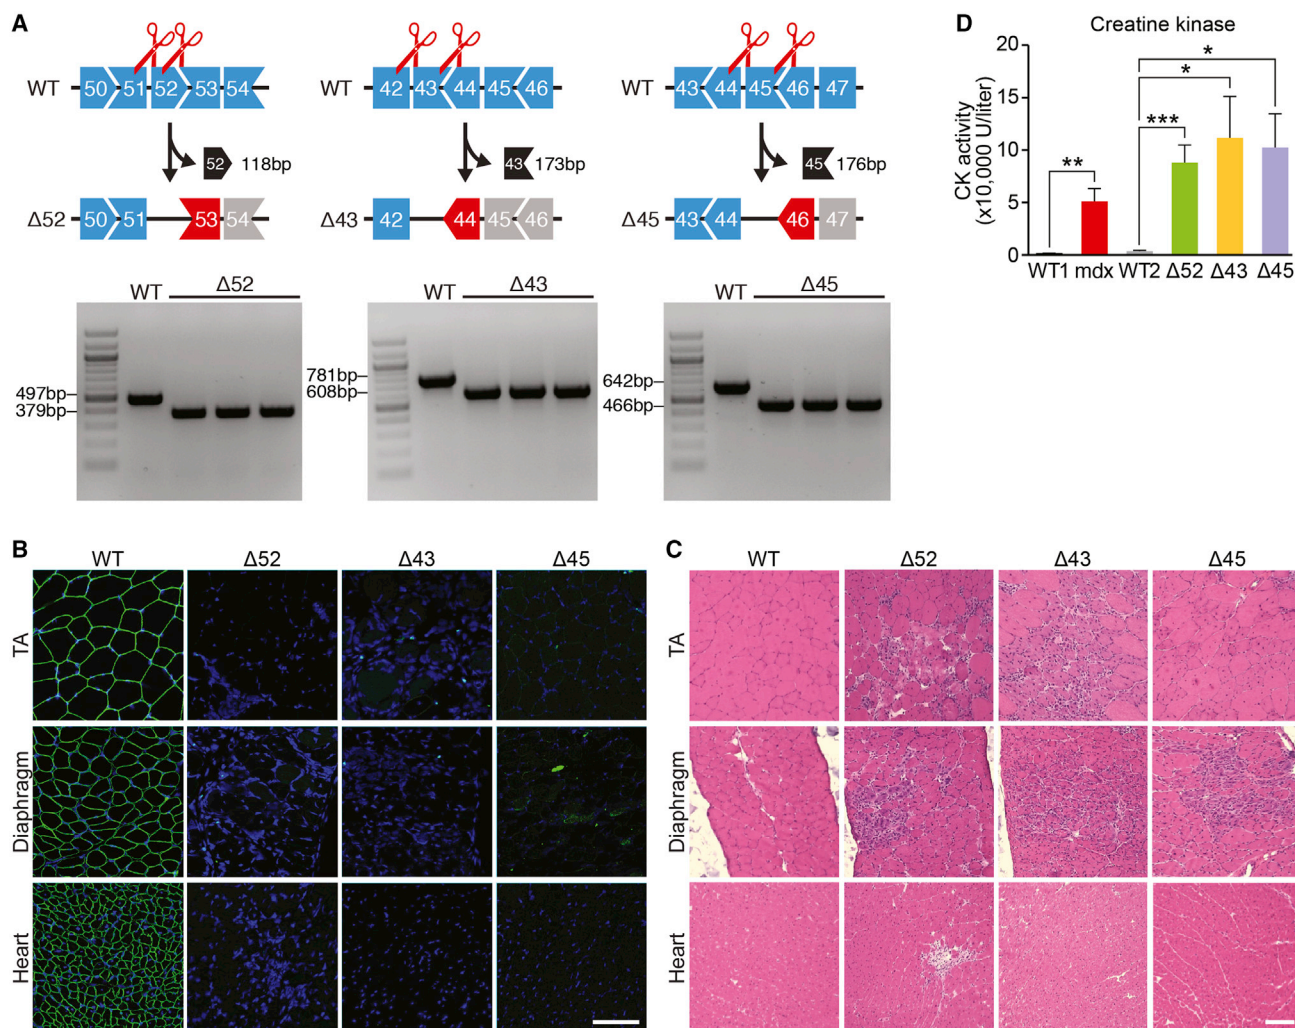 A
WT 50 51 52 53 54
52 118bp
Δ52 50 51 53 54
WT Δ52
497bp
379bp
WT 42 43 44 45 46
43 173bp
Δ43 42 44 45 46
WT Δ43
781bp
608bp
WT 43 44 45 46 47
45 176bp
Δ45 43 44 46 47
WT Δ45
642bp
466bp
D
Creatine kinase
CK activity
(x10,000 U/liter)
20
15
10
5
0
** *** * *
WT1 mdx WT2 Δ52 Δ43 Δ45
B
WT Δ52 Δ43 Δ45
TA
Diaphragm
Heart
C
WT Δ52 Δ43 Δ45
TA
Diaphragm
Heart